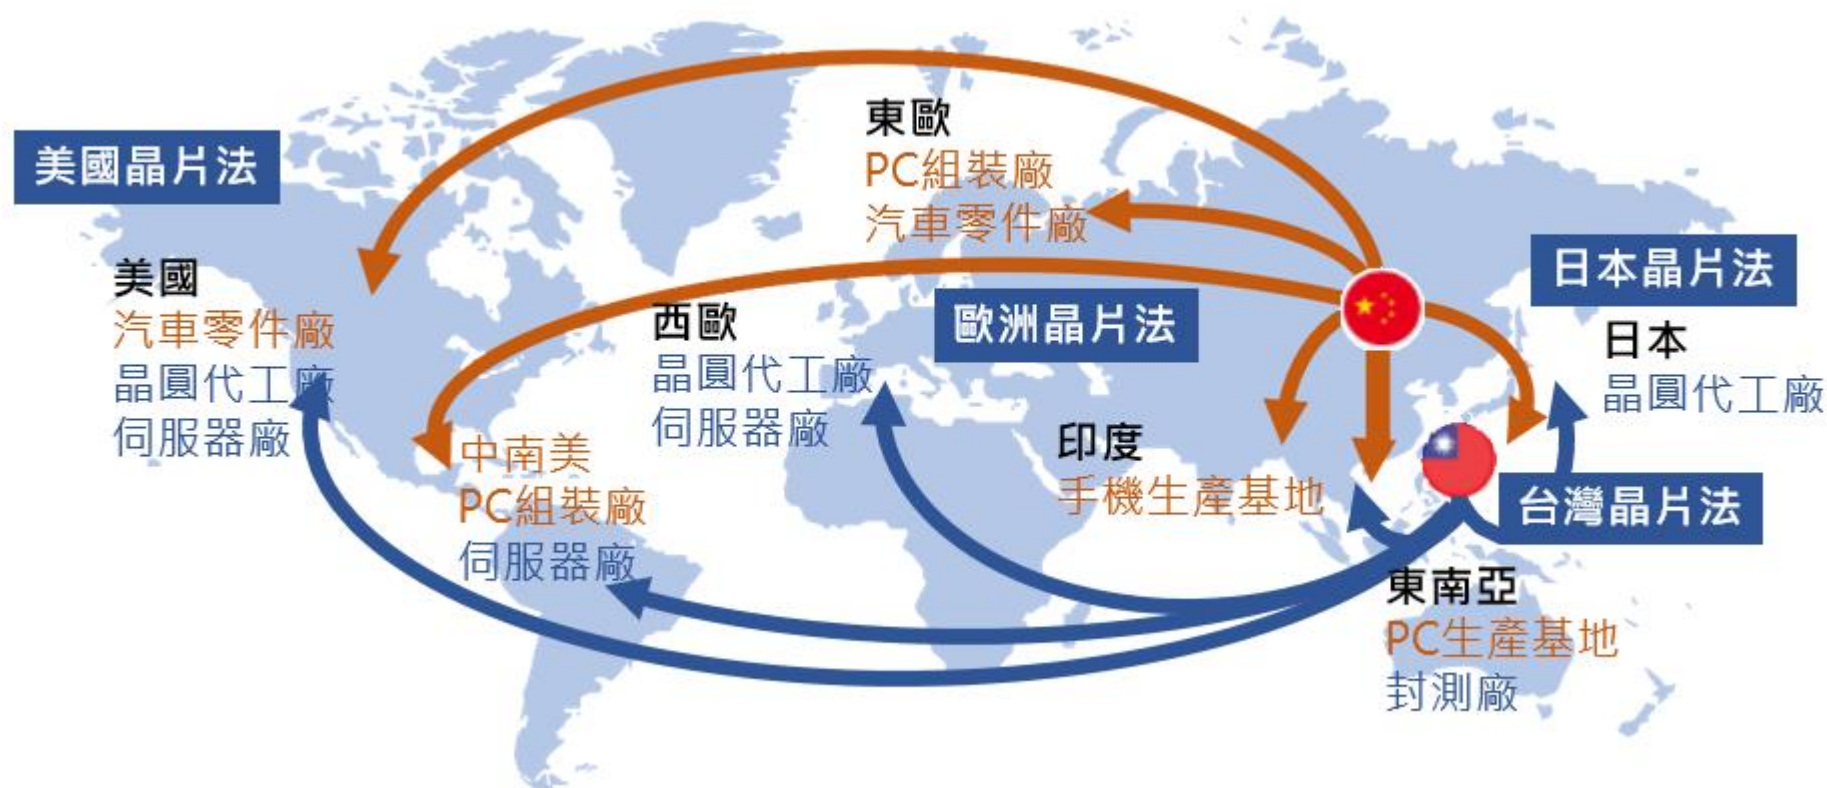 美國晶片法
美國
汽車零件廠
晶圓代工廠
伺服器廠
中南美
PC組裝廠
伺服器廠
東歐
PC組裝廠
汽車零件廠
西歐
晶圓代工廠
伺服器廠
歐洲晶片法
印度
手機生產基地
日本晶片法
日本
晶圓代工廠
台灣晶片法
東南亞
PC生產基地
封測廠